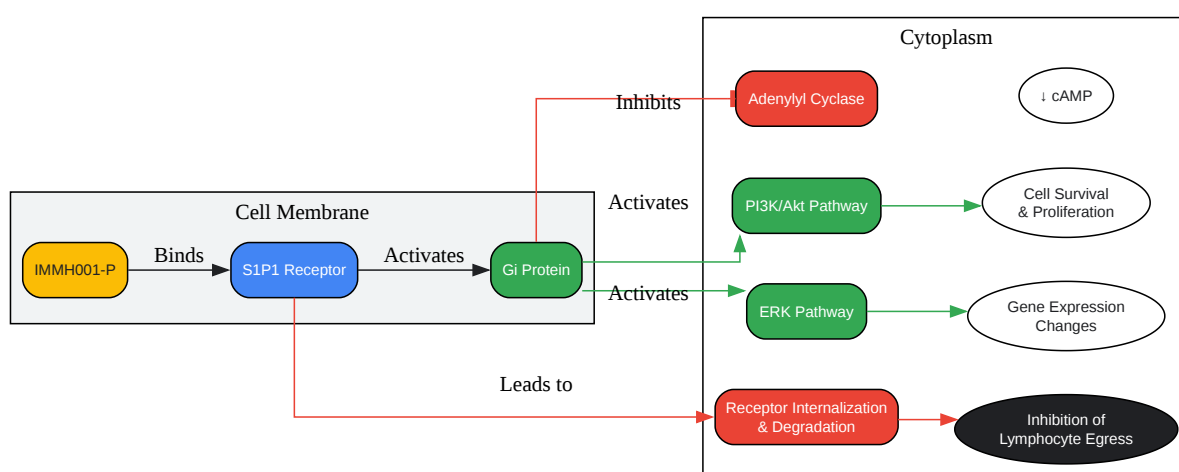 Cytoplasm
Inhibits
Adenylyl Cyclase
↓ cAMP
Cell Membrane
Activates
PI3K/Akt Pathway
Cell Survival
& Proliferation
IMMH001-P
Binds
S1P1 Receptor
Activates
Gi Protein
Activates
ERK Pathway
Gene Expression
Changes
Leads to
Receptor Internalization
& Degradation
Inhibition of
Lymphocyte Egress